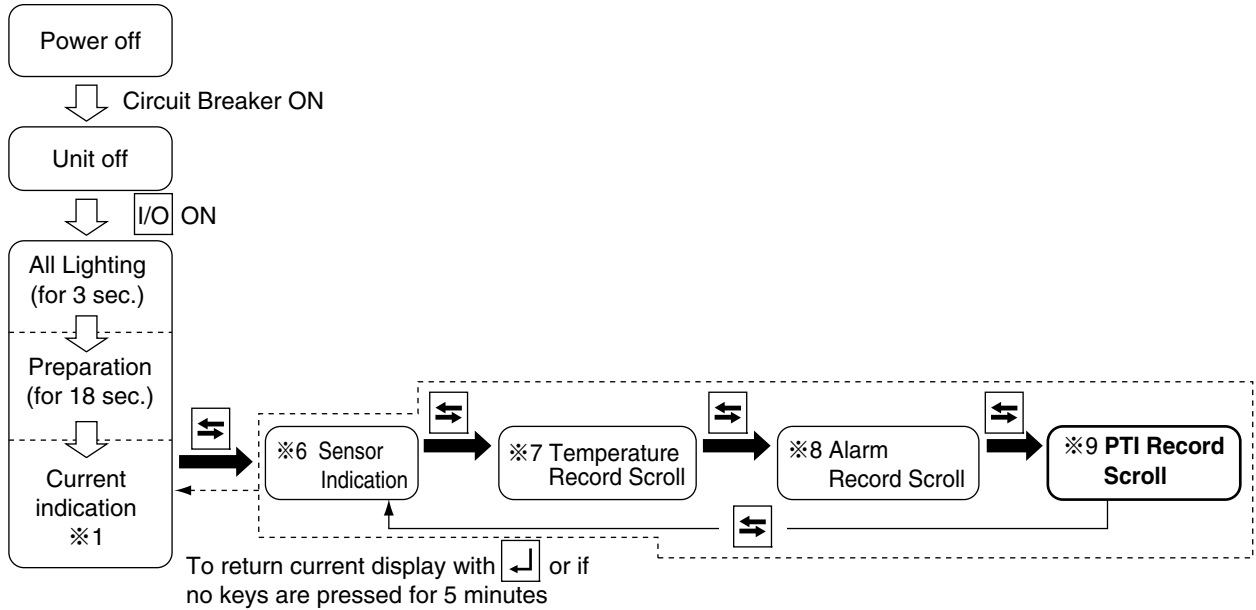 Power off
Circuit Breaker ON
Unit off
I/O ON
All Lighting
(for 3 sec.)
Preparation
(for 18 sec.)
Current
indication
※1
※6 Sensor
Indication
※7 Temperature
Record Scroll
※8 Alarm
Record Scroll
※9 PTI Record
Scroll
To return current display with or if
no keys are pressed for 5 minutes